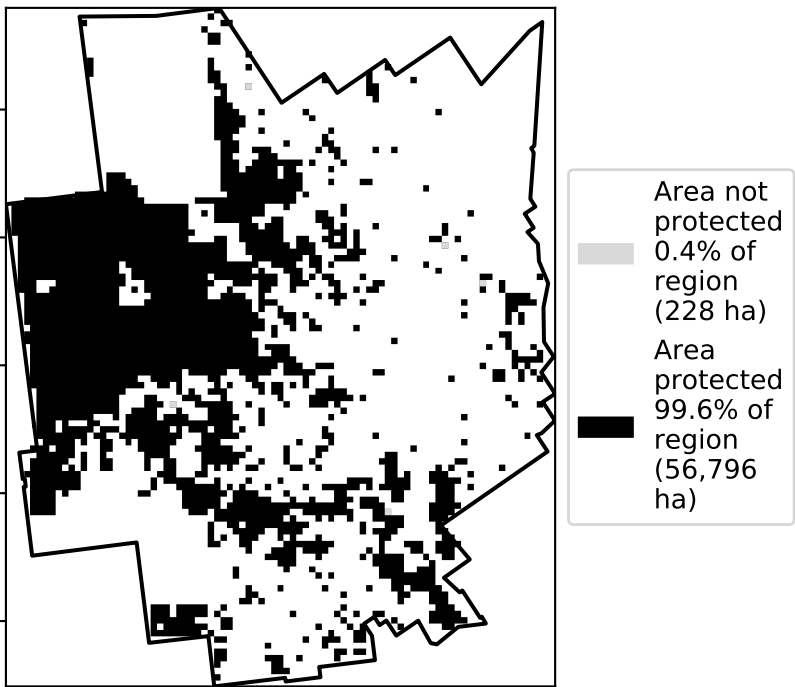 Area not
protected
0.4% of
region
(228 ha)
Area
protected
99.6% of
region
(56,796
ha)